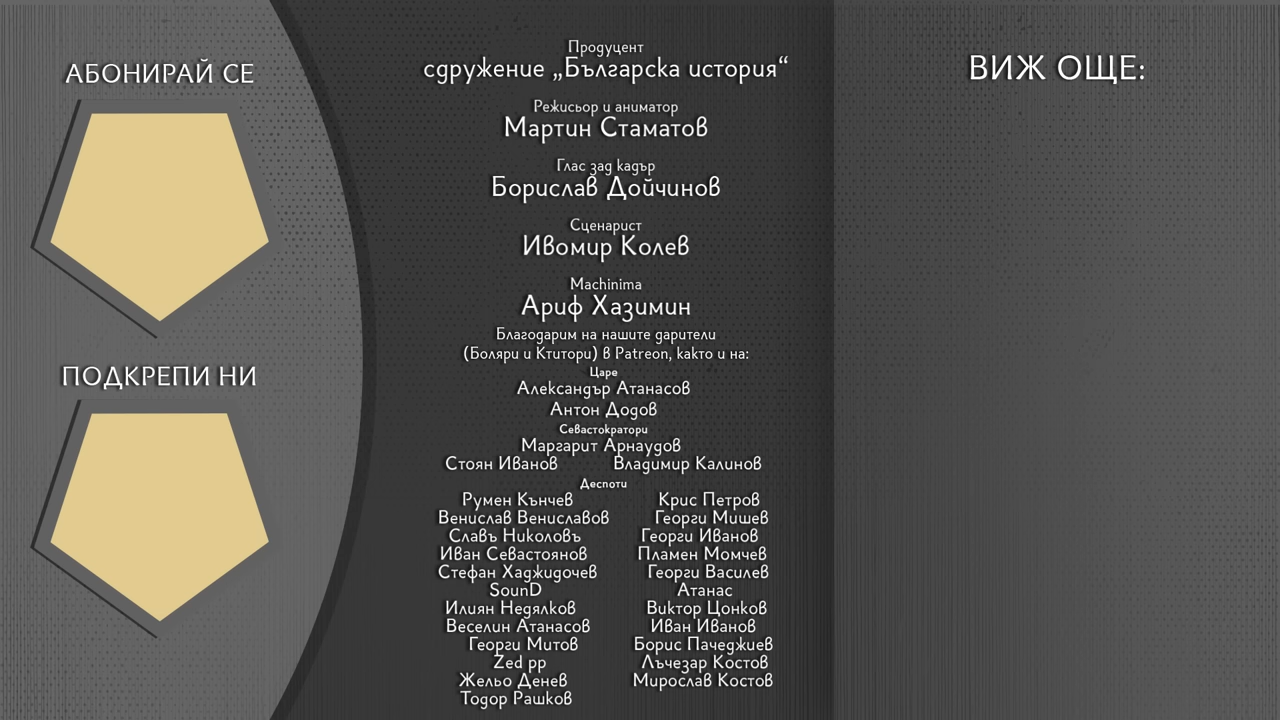 АБОНИРАЙ СЕ
ПОДКРЕПИ НИ
Продуцент
сдружение „Българска история“
Режисьор и аниматор
Мартин Стаматов
Глас зад кадър
Борислав Дойчинов
Сценарист
Ивомир Колев
Machinima
Ариф Хазимин
Благодарим на нашите дарители
(Боляри и Ктитори) в Patreon, както и на:
Царе
Александър Атанасов
Антон Додов
Севастократори
Маргарит Арнаудов
Стоян Иванов Владимир Калинов
Деспоти
Румен Кънчев Крис Петров
Венислав Вениславов Георги Мишев
Славъ Николовъ Георги Иванов
Иван Севастоянов Пламен Момчев
Стефан Хаджидочев Георги Василев
SounD Атанас
Илиян Недялков Виктор Цонков
Веселин Атанасов Иван Иванов
Георги Митов Борис Пачеджиев
Zed pp Лъчезар Костов
Жельо Денев Мирослав Костов
Тодор Рашков
ВИЖ ОЩЕ: